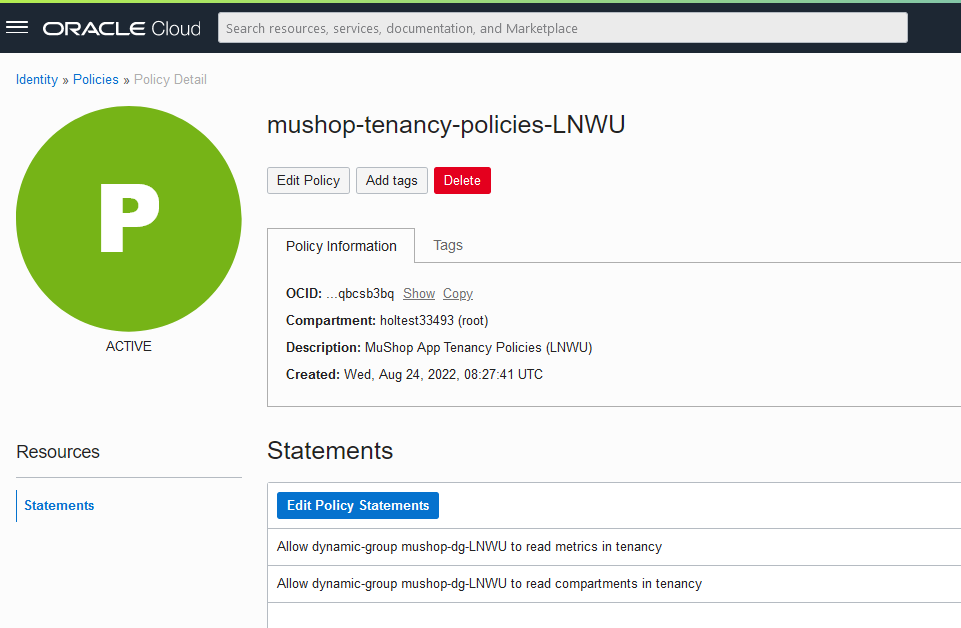 ORACLE Cloud
Search resources, services, documentation, and Marketplace
Identity » Policies » Policy Detail
P
ACTIVE
mushop-tenancy-policies-LNWU
Edit Policy Add tags Delete
Policy Information Tags
OCID: ...qbcsb3bq Show Copy
Compartment: holtest33493 (root)
Description: MuShop App Tenancy Policies (LNWU)
Created: Wed, Aug 24, 2022, 08:27:41 UTC
Resources
Statements
Statements
Edit Policy Statements
Allow dynamic-group mushop-dg-LNWU to read metrics in tenancy
Allow dynamic-group mushop-dg-LNWU to read compartments in tenancy